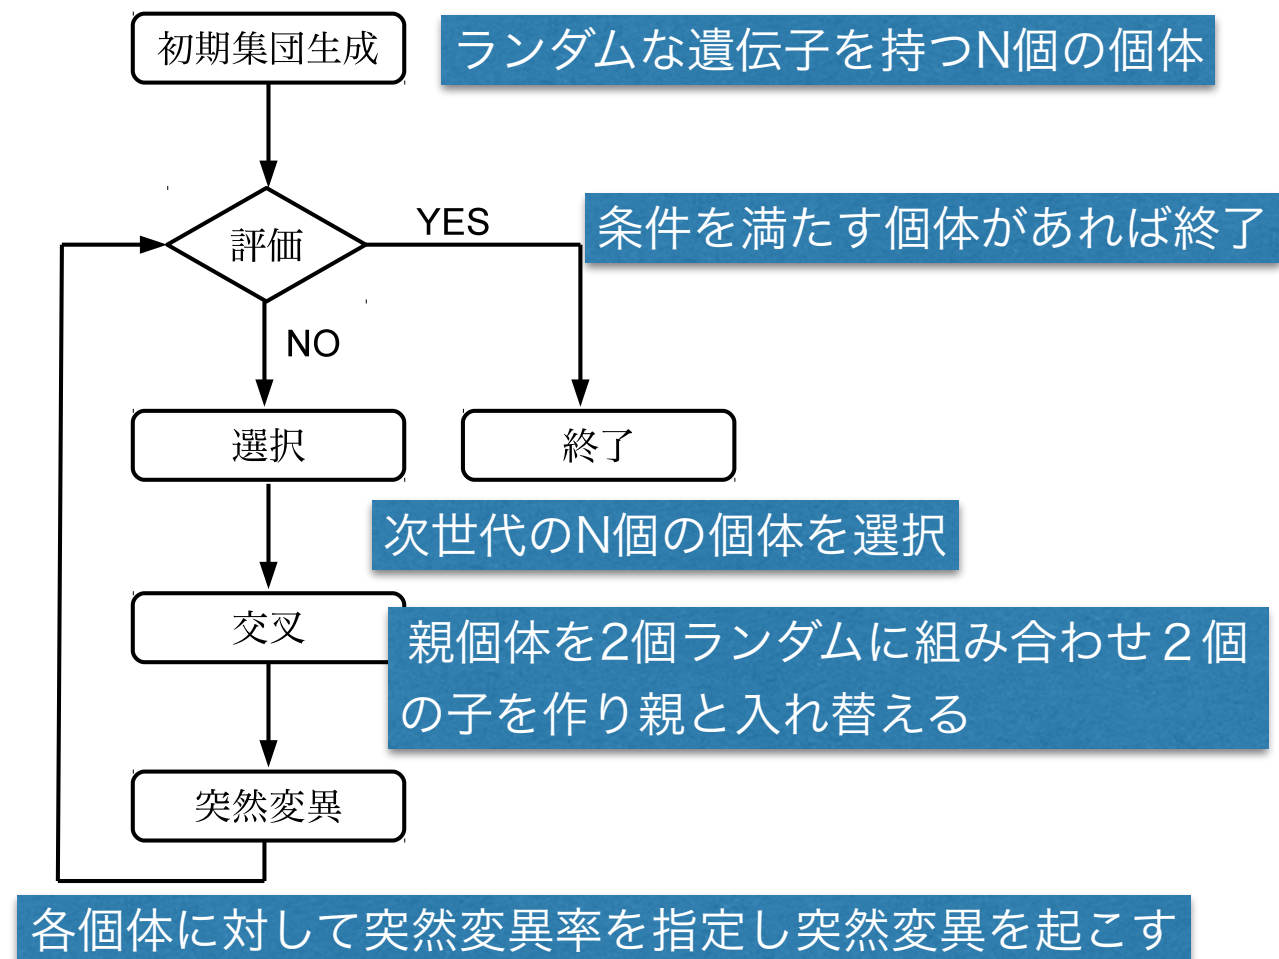 初期集団生成
ランダムな遺伝子を持つN個の個体
評価
YES
条件を満たす個体があれば終了
NO
選択
終了
次世代のN個の個体を選択
交叉
親個体を2個ランダムに組み合わせ２個
の子を作り親と入れ替える
突然変異
各個体に対して突然変異率を指定し突然変異を起こす